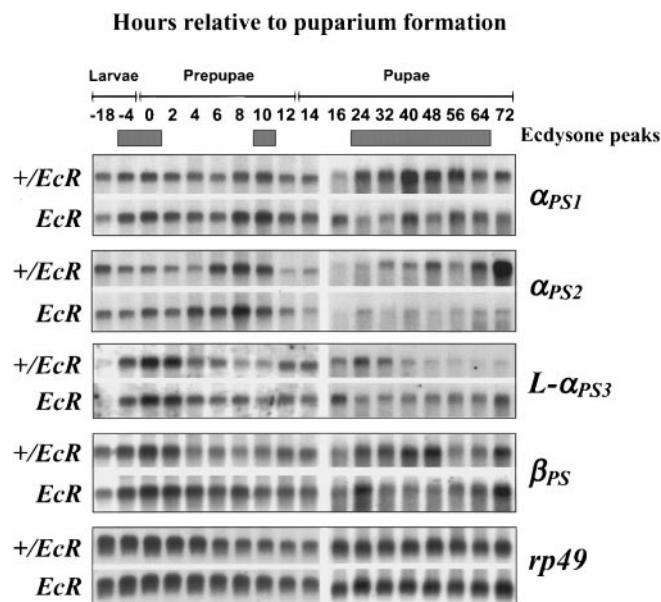 Hours relative to puparium formation
Larvae Prepupae Pupae
-18 -4 0 2 4 6 8 10 12 14 16 24 32 40 48 56 64 72
Ecdysone peaks
+/EcR
αPS1
EcR
+/EcR
αPS2
EcR
+/EcR
L-αPS3
EcR
+/EcR
βPS
EcR
+/EcR
rp49
EcR